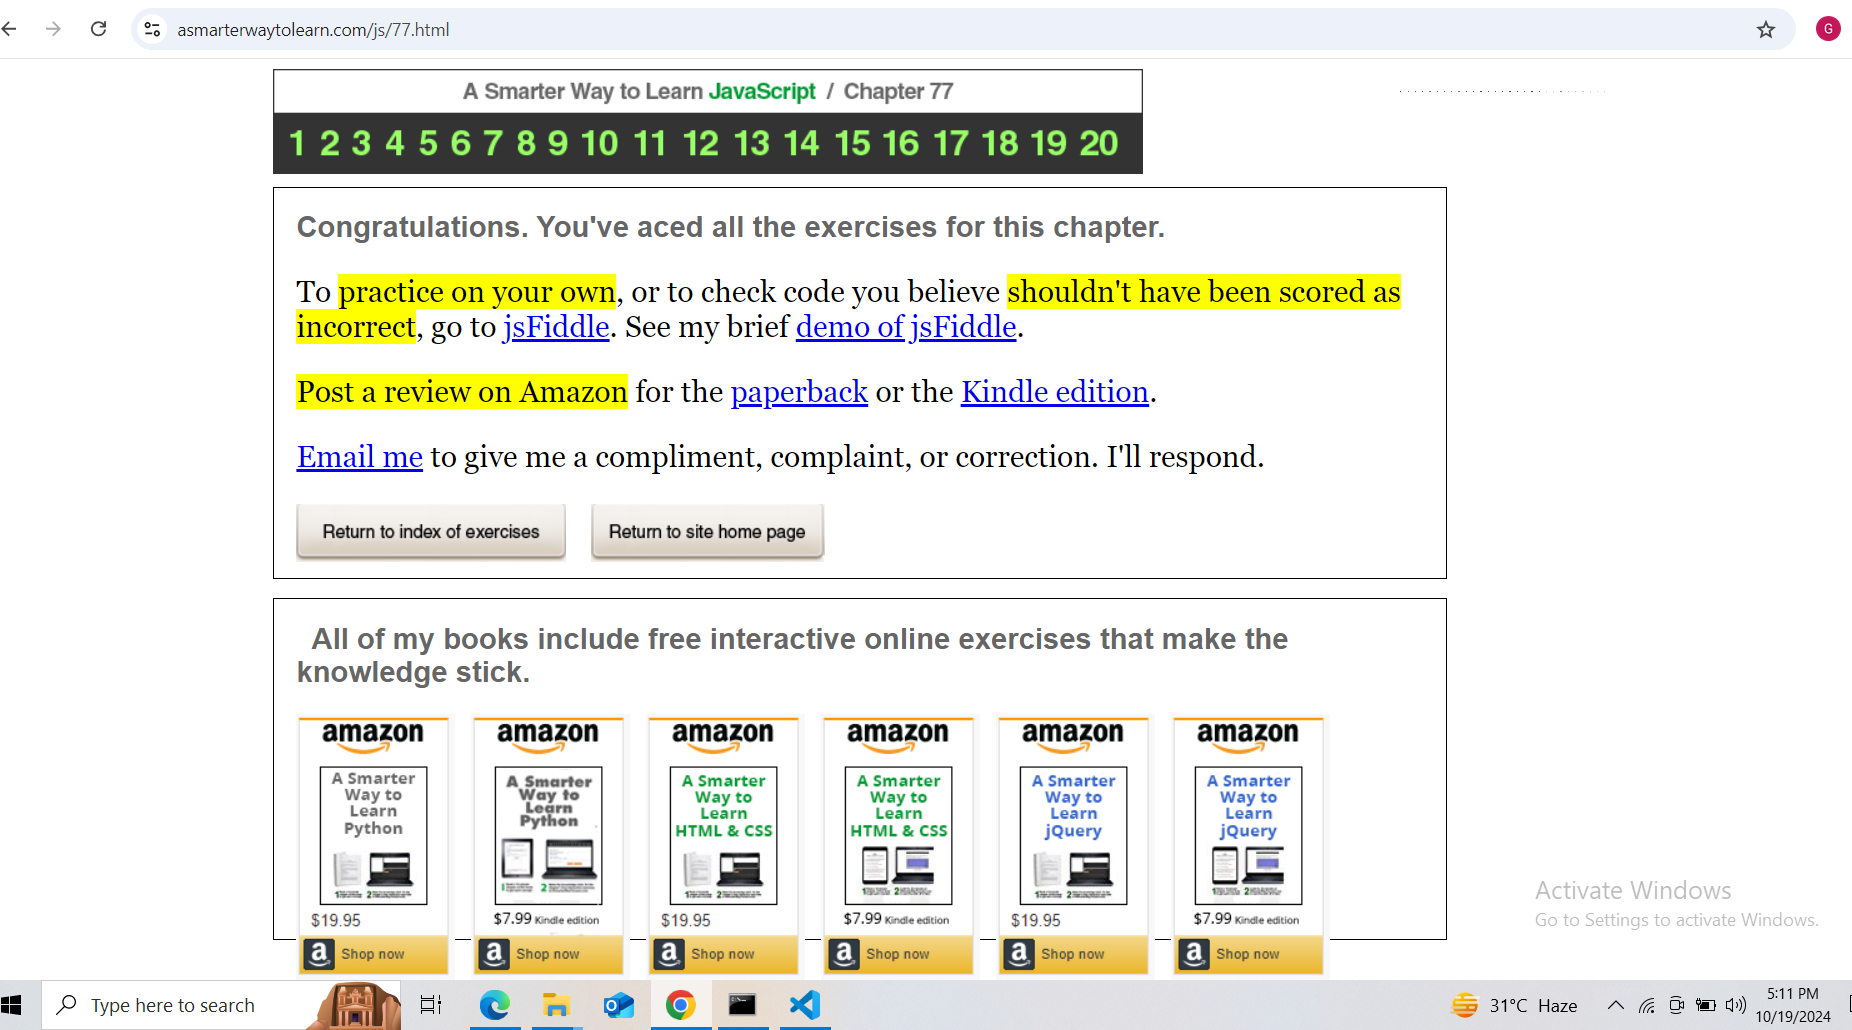 asmarterwaytolearn.com/js/77.html
G
A Smarter Way to Learn JavaScript / Chapter 77
1 2 3 4 5 6 7 8 9 10 11 12 13 14 15 16 17 18 19 20
Congratulations. You've aced all the exercises for this chapter.
To practice on your own, or to check code you believe shouldn't have been scored as
incorrect, go to jsFiddle. See my brief demo of jsFiddle.
Post a review on Amazon for the paperback or the Kindle edition.
Email me to give me a compliment, complaint, or correction. I'll respond.
Return to index of exercises Return to site home page
All of my books include free interactive online exercises that make the
knowledge stick.
amazon amazon amazon amazon amazon amazon
A Smarter A Smarter A Smarter A Smarter A Smarter A Smarter
Way to Way to Way to Way to Way to Way to
Learn Learn Learn Learn Learn Learn
Python Python HTML & CSS HTML & CSS jQuery jQuery
$19.95 $7.99 Kindle edition $19.95 $7.99 Kindle edition $19.95 $7.99 Kindle edition
a Shop now a Shop now a Shop now a Shop now a Shop now a Shop now
Activate Windows
Go to Settings to activate Windows.
Type here to search
31°C Haze
5:11 PM
10/19/2024